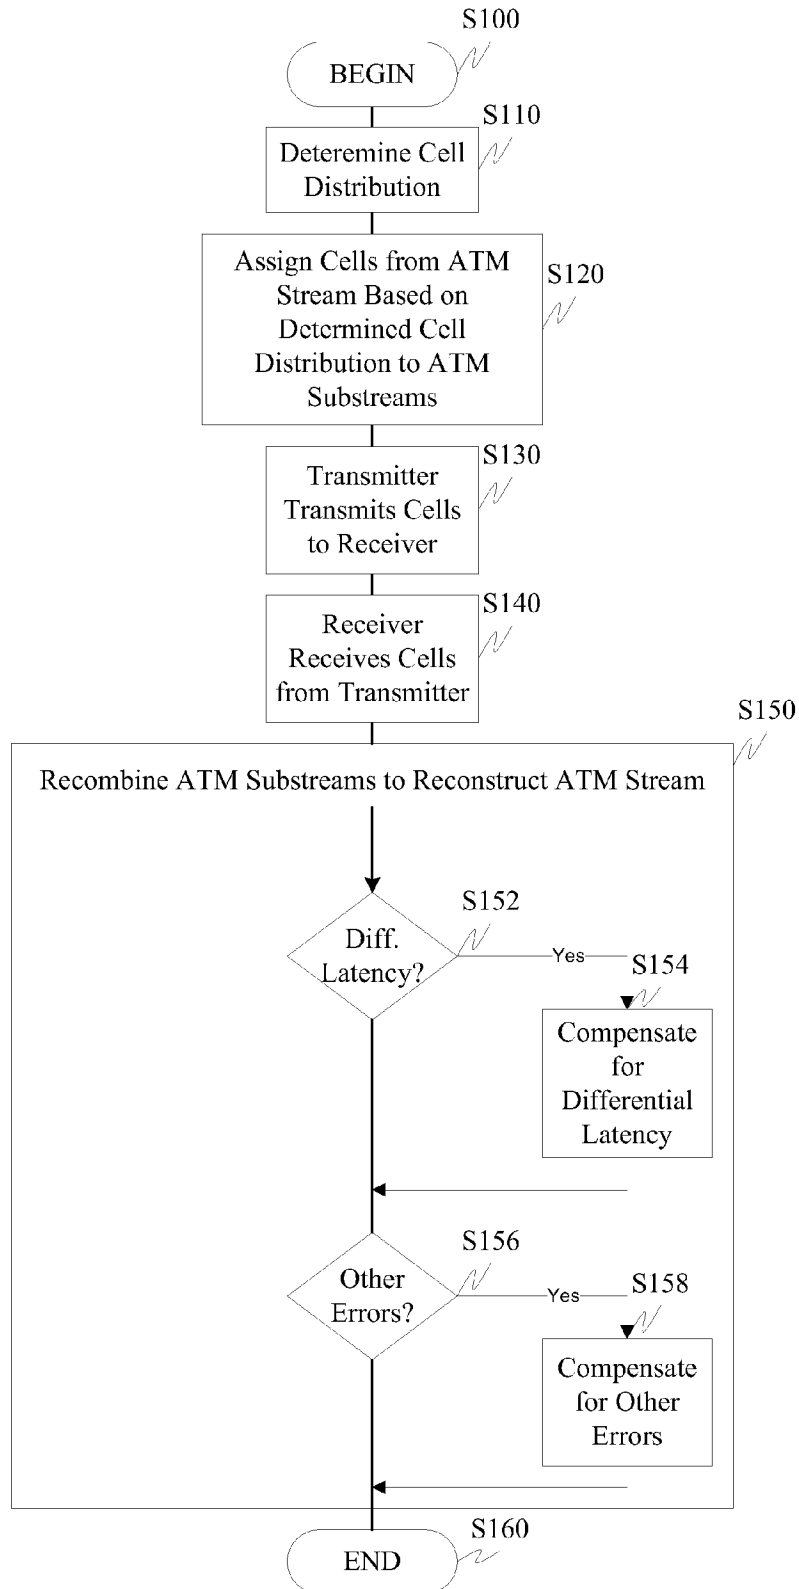 S100
BEGIN
S110
Deteremine Cell
Distribution
S120
Assign Cells from ATM
Stream Based on
Determined Cell
Distribution to ATM
Substreams
S130
Transmitter
Transmits Cells
to Receiver
S140
Receiver
Receives Cells
from Transmitter
S150
Recombine ATM Substreams to Reconstruct ATM Stream
S152
Diff.
Latency?
Yes
S154
Compensate
for
Differential
Latency
S156
Other
Errors?
Yes
S158
Compensate
for Other
Errors
S160
END